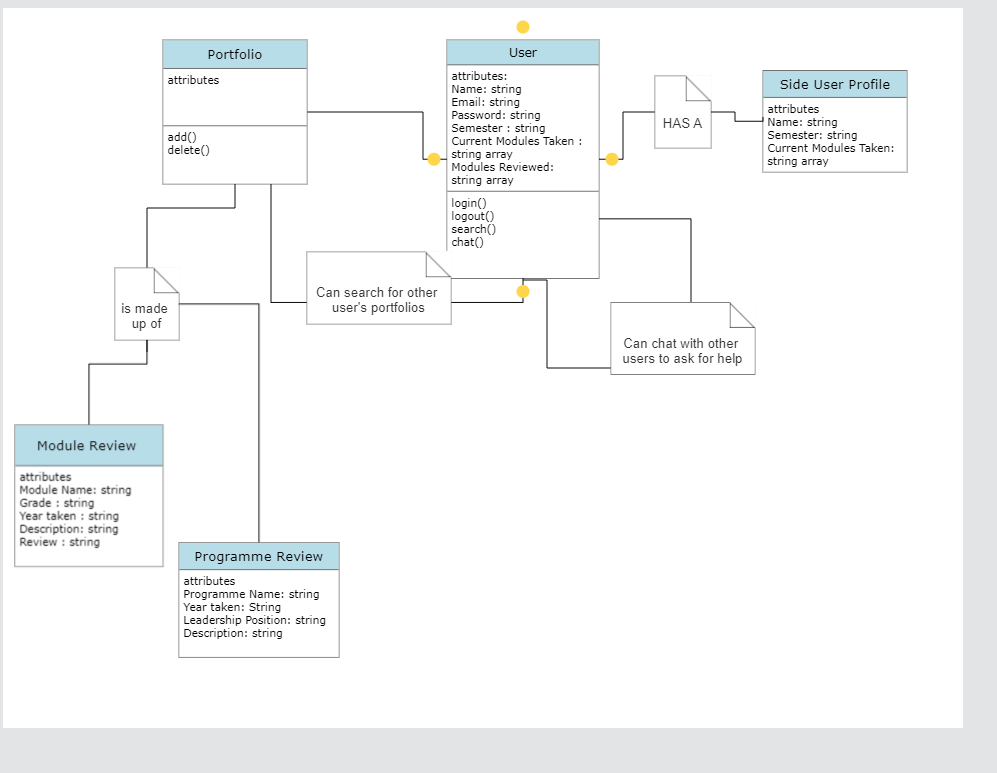 Portfolio
attributes
add()
delete()
User
attributes:
Name: string
Email: string
Password: string
Semester : string
Current Modules Taken :
string array
Modules Reviewed:
string array
login()
logout()
search()
chat()
HAS A
Side User Profile
attributes
Name: string
Semester: string
Current Modules Taken:
string array
is made
up of
Can search for other
user's portfolios
Can chat with other
users to ask for help
Module Review
attributes
Module Name: string
Grade : string
Year taken : string
Description: string
Review : string
Programme Review
attributes
Programme Name: string
Year taken: String
Leadership Position: string
Description: string